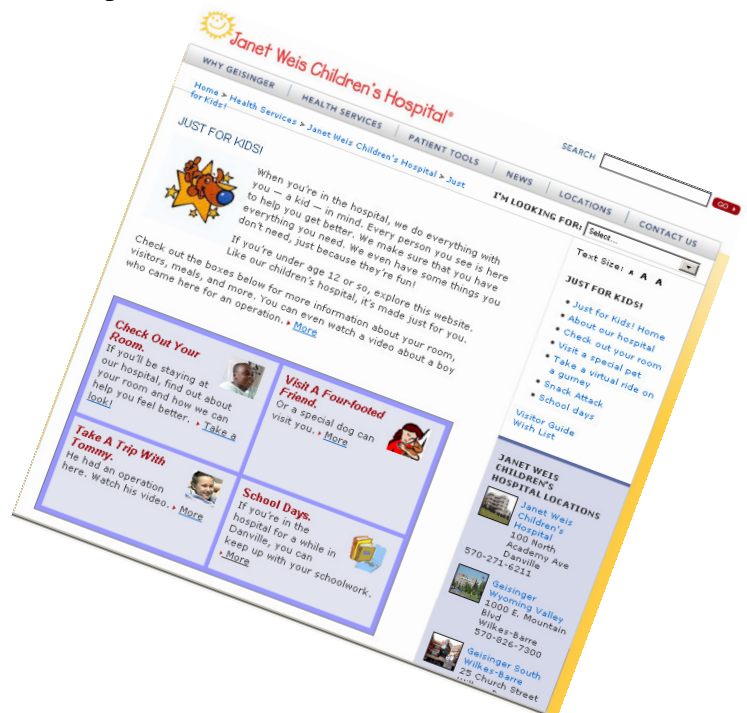 Janet Weis Children's Hospital®
SEARCH
GO
WHY GEISINGER
HEALTH SERVICES
PATIENT TOOLS
NEWS
LOCATIONS
CONTACT US
Home > Health Services > Janet Weis Children's Hospital > Just
for Kids!
I'M LOOKING FOR: Select...
JUST FOR KIDS!
When you're in the hospital, we do everything with
you — a kid — in mind. Every person you see is here
to help you get better. We make sure that you have
everything you need. We even have some things you
don't need, just because they're fun!
If you're under age 12 or so, explore this website.
Like our children's hospital, it's made just for you.
Check out the boxes below for more information about your room,
visitors, meals, and more. You can even watch a video about a boy
who came here for an operation. More
Check Out Your
Room.
If you'll be staying at
our hospital, find out about
your room and how we can
help you feel better. Take a
look!
Visit A Four-footed
Friend.
Or a special dog can
visit you. More
Take A Trip With
Tommy.
He had an operation
here. Watch his video. More
School Days.
If you're in the
hospital for a while in
Danville, you can
keep up with your schoolwork.
More
Text Size: A A A
JUST FOR KIDS!
• Just for Kids! Home
• About our hospital
• Check out your room
• Visit a special pet
• Take a virtual ride on
a gurney
• Snack Attack
• School days
Visitor Guide
Wish List
JANET WEIS
CHILDREN'S
HOSPITAL LOCATIONS
Janet Weis
Children's
Hospital
100 North
Academy Ave
Danville
570-271-6211
Geisinger
Wyoming Valley
1000 E. Mountain
Blvd
Wilkes-Barre
570-826-7300
Geisinger South
Wilkes-Barre
25 Church Street